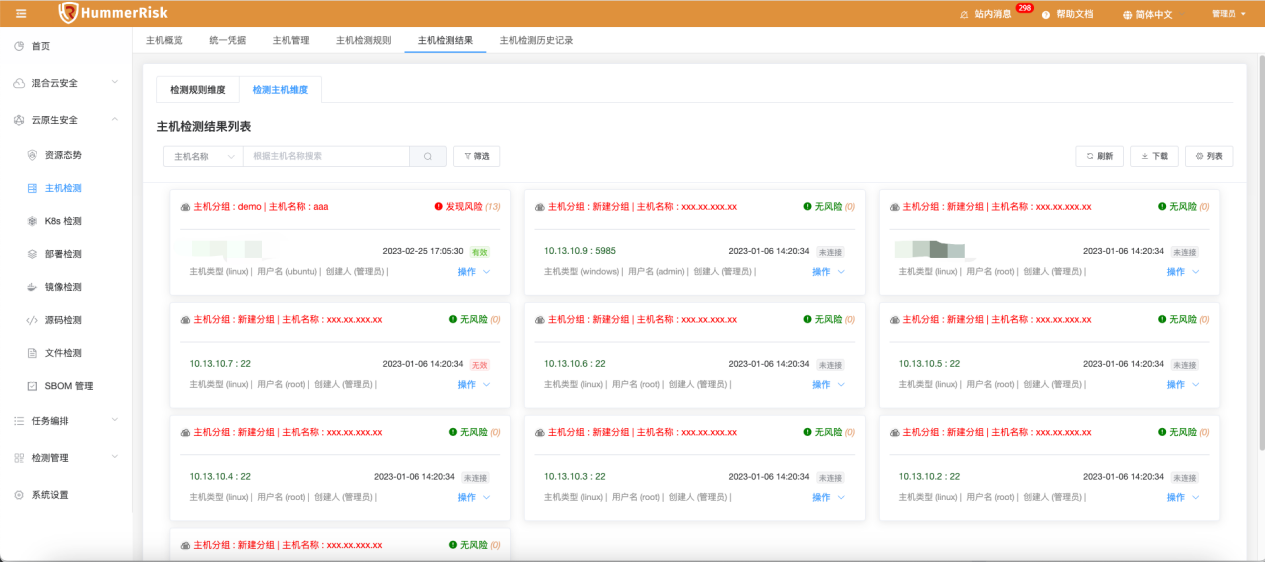 HummerRisk
站内消息 298 帮助文档 简体中文 管理员
首页
混合云安全
云原生安全
资源态势
主机检测
K8s 检测
部署检测
镜像检测
源码检测
文件检测
SBOM 管理
任务编排
检测管理
系统设置
主机概览 统一凭据 主机管理 主机检测规则 主机检测结果 主机检测历史记录
检测规则维度 检测主机维度
主机检测结果列表
主机名称 根据主机名称搜索 筛选 刷新 下载 列表
主机分组 : demo | 主机名称 : aaa 发现风险 (13)
2023-02-25 17:05:30 有效
主机类型 (linux) | 用户名 (ubuntu) | 创建人 (管理员) | 操作
主机分组 : 新建分组 | 主机名称 : xxx.xx.xxx.xx 无风险 (0)
10.13.10.9 : 5985 2023-01-06 14:20:34 未连接
主机类型 (windows) | 用户名 (admin) | 创建人 (管理员) | 操作
主机分组 : 新建分组 | 主机名称 : xxx.xx.xxx.xx 无风险 (0)
2023-01-06 14:20:34 未连接
主机类型 (linux) | 用户名 (root) | 创建人 (管理员) | 操作
主机分组 : 新建分组 | 主机名称 : xxx.xx.xxx.xx 无风险 (0)
10.13.10.7 : 22 2023-01-06 14:20:34 无效
主机类型 (linux) | 用户名 (root) | 创建人 (管理员) | 操作
主机分组 : 新建分组 | 主机名称 : xxx.xx.xxx.xx 无风险 (0)
10.13.10.6 : 22 2023-01-06 14:20:34 未连接
主机类型 (linux) | 用户名 (root) | 创建人 (管理员) | 操作
主机分组 : 新建分组 | 主机名称 : xxx.xx.xxx.xx 无风险 (0)
10.13.10.5 : 22 2023-01-06 14:20:34 未连接
主机类型 (linux) | 用户名 (root) | 创建人 (管理员) | 操作
主机分组 : 新建分组 | 主机名称 : xxx.xx.xxx.xx 无风险 (0)
10.13.10.4 : 22 2023-01-06 14:20:34 未连接
主机类型 (linux) | 用户名 (root) | 创建人 (管理员) | 操作
主机分组 : 新建分组 | 主机名称 : xxx.xx.xxx.xx 无风险 (0)
10.13.10.3 : 22 2023-01-06 14:20:34 未连接
主机类型 (linux) | 用户名 (root) | 创建人 (管理员) | 操作
主机分组 : 新建分组 | 主机名称 : xxx.xx.xxx.xx 无风险 (0)
10.13.10.2 : 22 2023-01-06 14:20:34 未连接
主机类型 (linux) | 用户名 (root) | 创建人 (管理员) | 操作
主机分组 : 新建分组 | 主机名称 : xxx.xx.xxx.xx 无风险 (0)